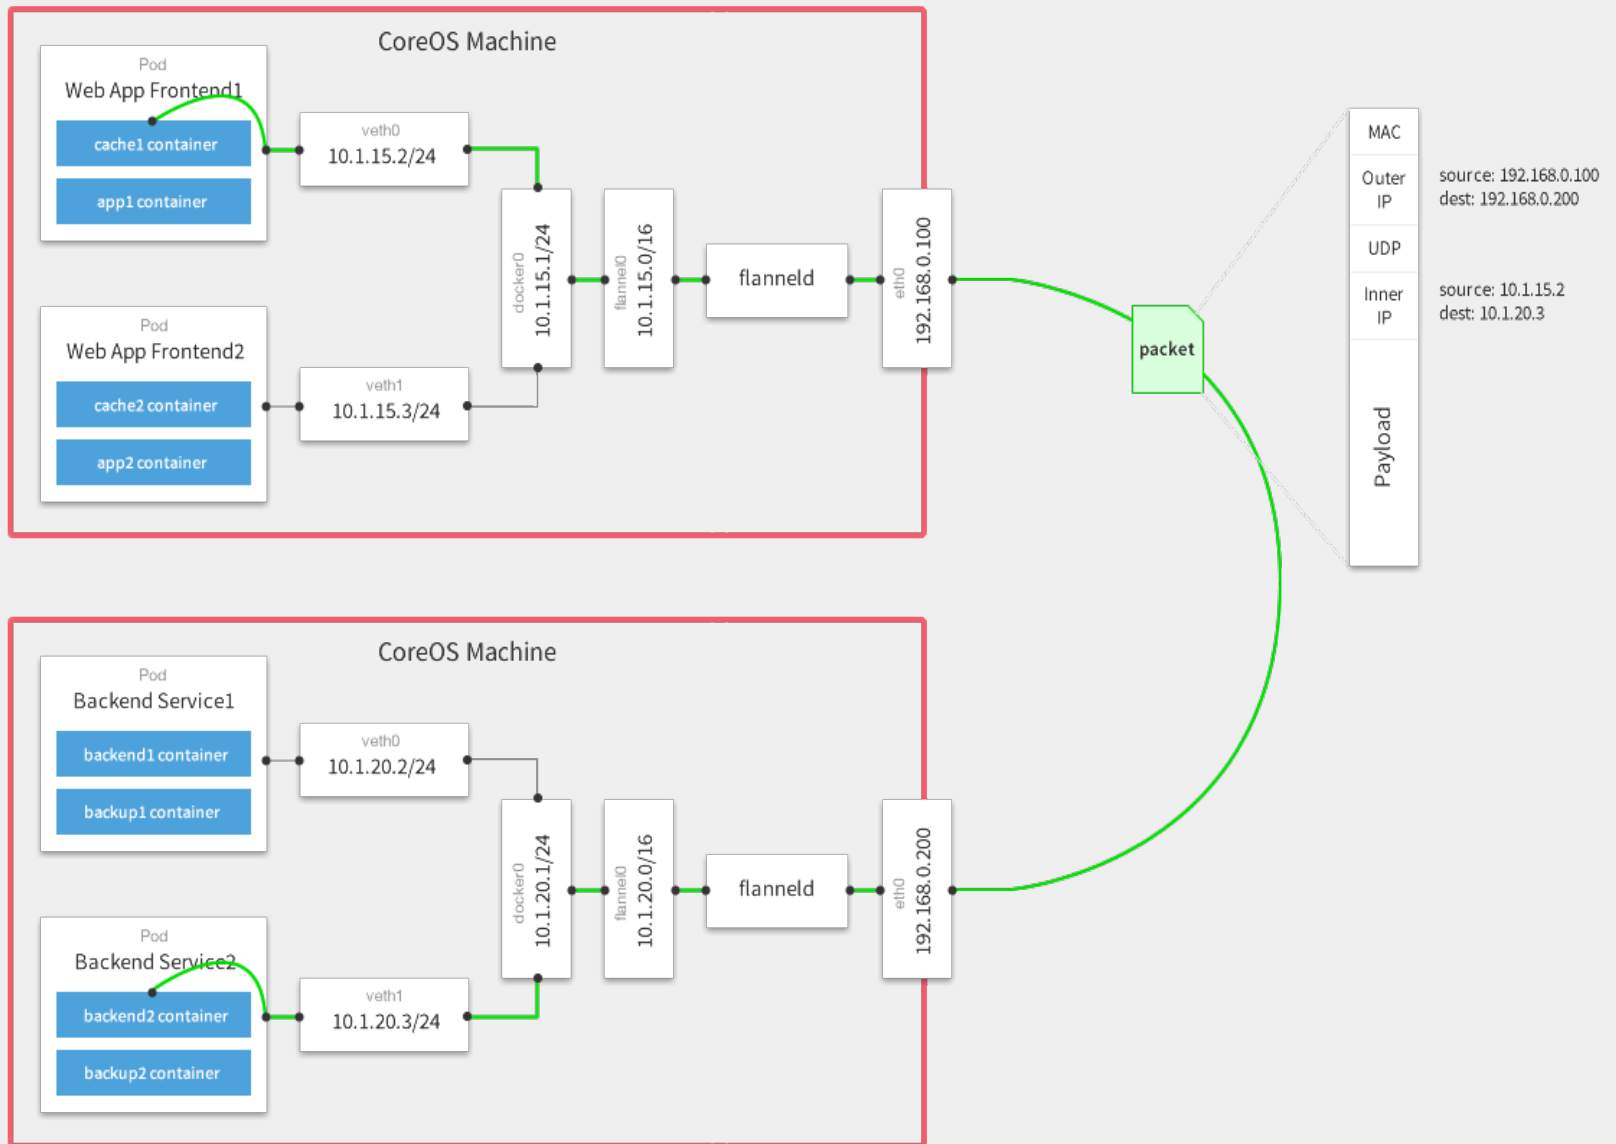 CoreOS Machine
Pod
Web App Frontend1
cache1 container
app1 container
veth0
10.1.15.2/24
Pod
Web App Frontend2
cache2 container
app2 container
veth1
10.1.15.3/24
docker0
10.1.15.1/24
flannel0
10.1.15.0/16
flanneld
eth0
192.168.0.100
packet
MAC
Outer
IP
source: 192.168.0.100
dest: 192.168.0.200
UDP
Inner
IP
source: 10.1.15.2
dest: 10.1.20.3
Payload
CoreOS Machine
Pod
Backend Service1
backend1 container
backup1 container
veth0
10.1.20.2/24
Pod
Backend Service2
backend2 container
backup2 container
veth1
10.1.20.3/24
docker0
10.1.20.1/24
flannel0
10.1.20.0/16
flanneld
eth0
192.168.0.200